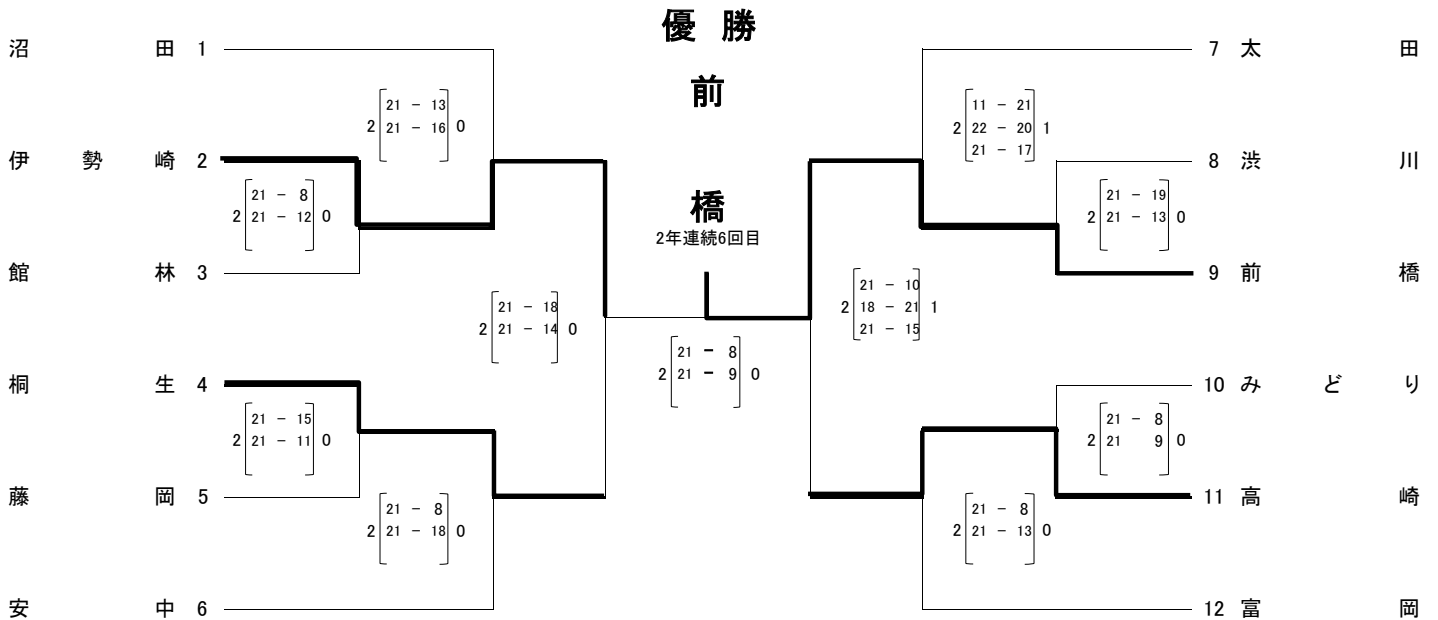 優勝
前
橋
2年連続6回目
沼田 1
21 - 13
2 21 - 16 0
伊勢崎 2
21 - 8
2 21 - 12 0
館林 3
21 - 18
2 21 - 14 0
桐生 4
21 - 15
2 21 - 11 0
藤岡 5
21 - 8
2 21 - 18 0
安中 6
21 - 8
2 21 - 9 0
7 太田
11 - 21
2 22 - 20 1
21 - 17
8 渋川
21 - 19
2 21 - 13 0
9 前橋
21 - 10
2 18 - 21 1
21 - 15
10 みどり
21 - 8
2 21 9 0
11 高崎
21 - 8
2 21 - 13 0
12 富岡